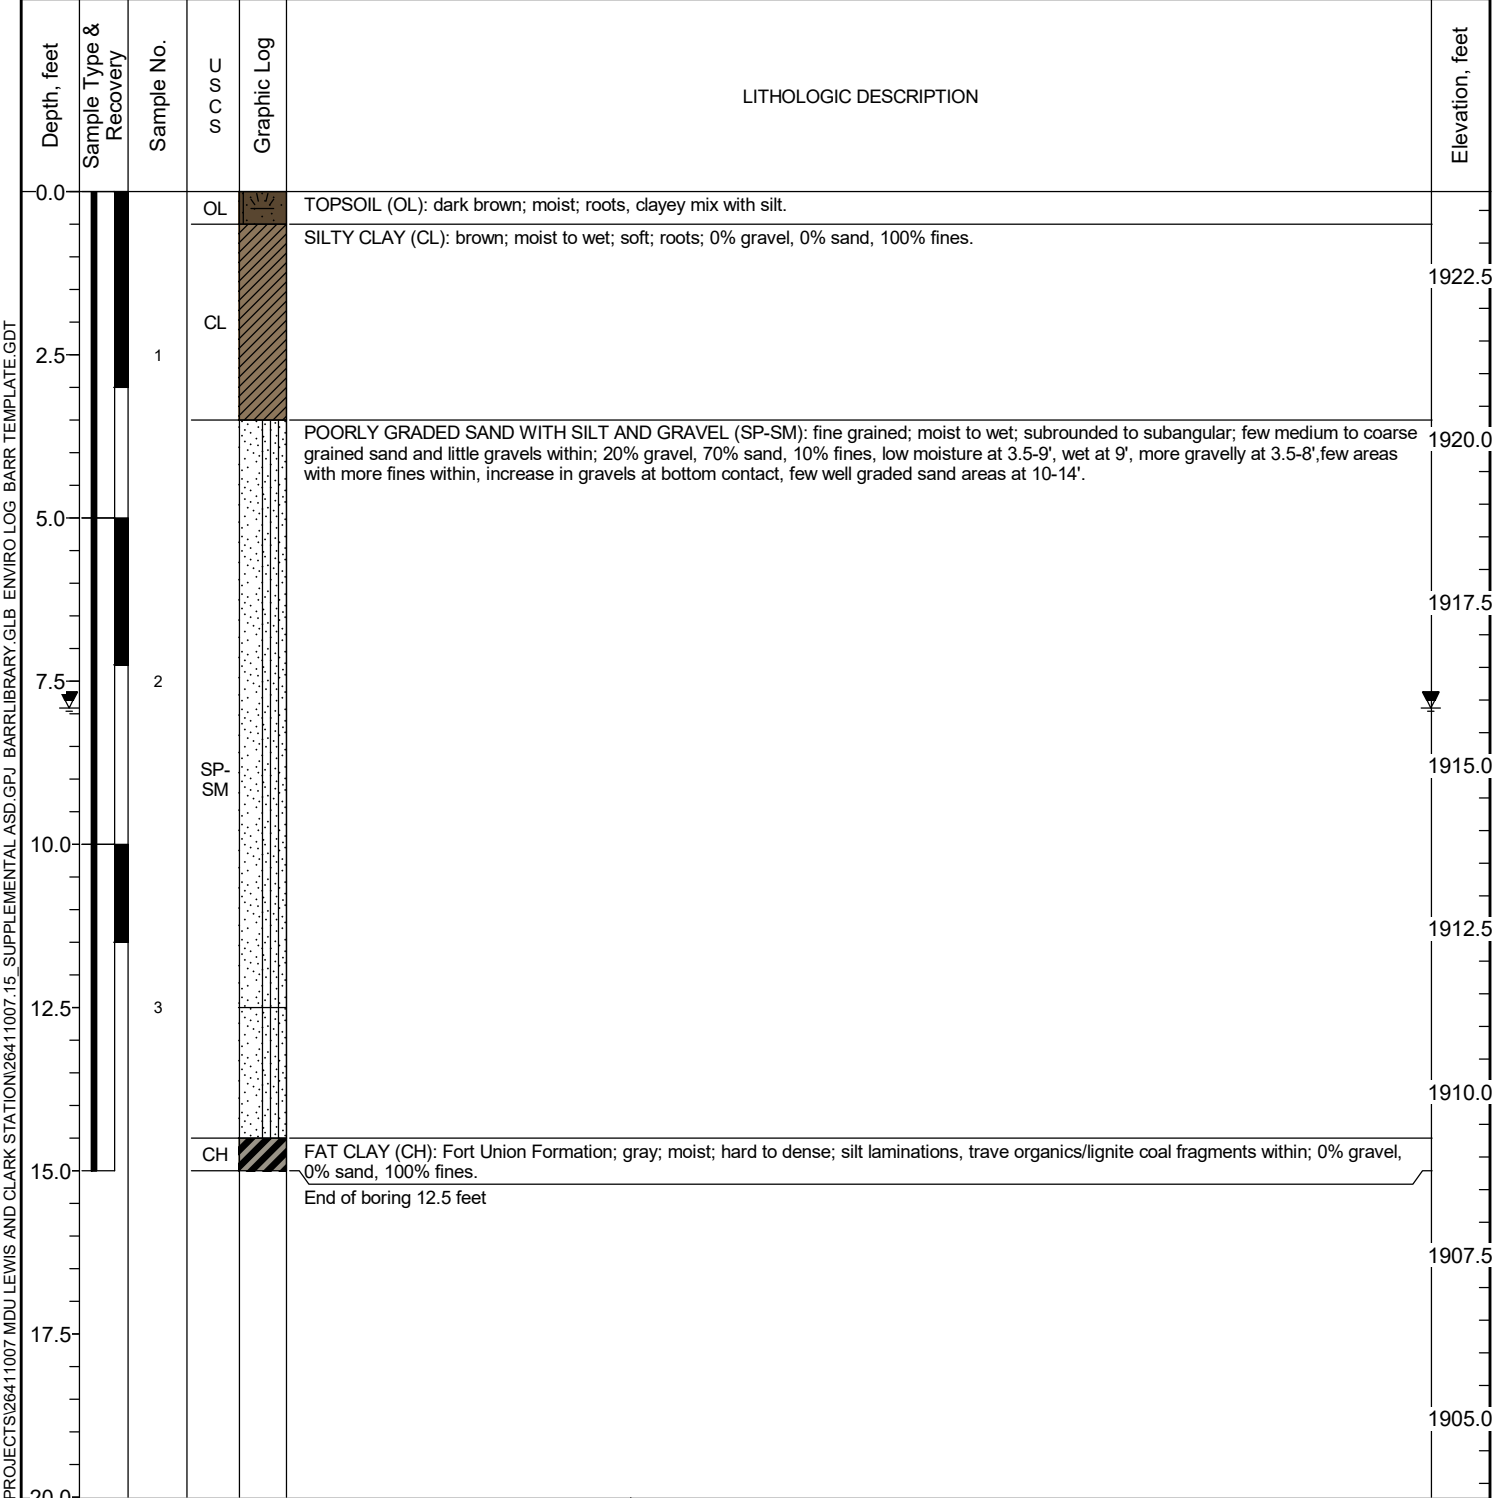 Depth, feet
Sample Type &
Recovery
Sample No.
U
S
C
S
Graphic Log
LITHOLOGIC DESCRIPTION
Elevation, feet
0.0
OL
TOPSOIL (OL): dark brown; moist; roots, clayey mix with silt.
SILTY CLAY (CL): brown; moist to wet; soft; roots; 0% gravel, 0% sand, 100% fines.
1922.5
CL
2.5
1
POORLY GRADED SAND WITH SILT AND GRAVEL (SP-SM): fine grained; moist to wet; subrounded to subangular; few medium to coarse
grained sand and little gravels within; 20% gravel, 70% sand, 10% fines, low moisture at 3.5-9', wet at 9', more gravelly at 3.5-8',few areas
with more fines within, increase in gravels at bottom contact, few well graded sand areas at 10-14'.
1920.0
5.0
1917.5
7.5
2
1915.0
SP-
SM
10.0
1912.5
12.5
3
1910.0
CH
FAT CLAY (CH): Fort Union Formation; gray; moist; hard to dense; silt laminations, trave organics/lignite coal fragments within; 0% gravel,
0% sand, 100% fines.
15.0
End of boring 12.5 feet
1907.5
17.5
1905.0
20.0
PROJECTS\26411007 MDU LEWIS AND CLARK STATION\26411007.15_SUPPLEMENTAL ASD.GPJ BARRLIBRARY.GLB ENVIRO LOG BARR TEMPLATE.GDT